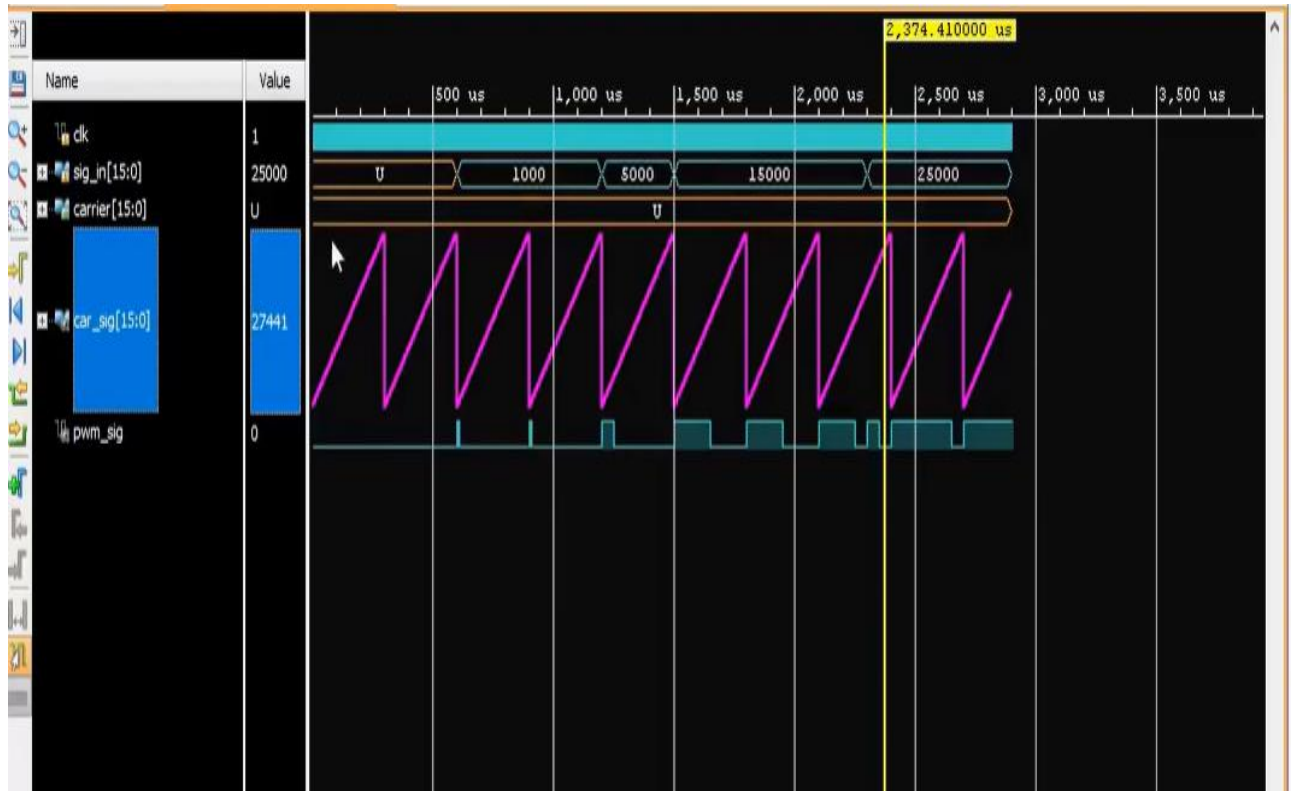 2,374.410000 us
Name Value
500 us 1,000 us 1,500 us 2,000 us 2,500 us 3,000 us 3,500 us
clk 1
sig_in[15:0] 25000 U 1000 5000 15000 25000
carrier[15:0] U U
car_sig[15:0] 27441
pwm_sig 0